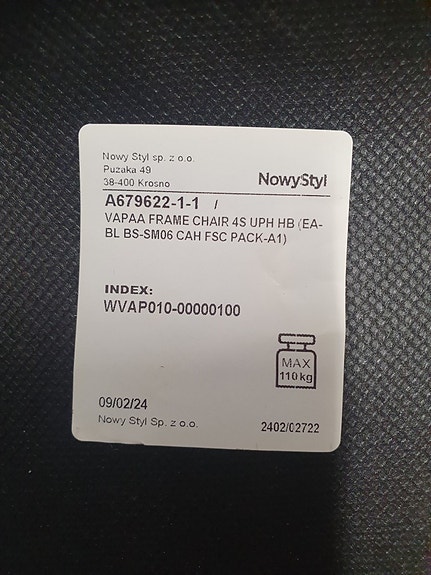 Nowy Styl sp. z o.o.
Puzaka 49
38-400 Krosno
NowyStyl
A679622-1-1 /
VAPAA FRAME CHAIR 4S UPH HB (EA-
BL BS-SM06 CAH FSC PACK-A1)
INDEX:
WVAP010-00000100
MAX
110 kg
09/02/24
Nowy Styl Sp. z o.o.
2402/02722